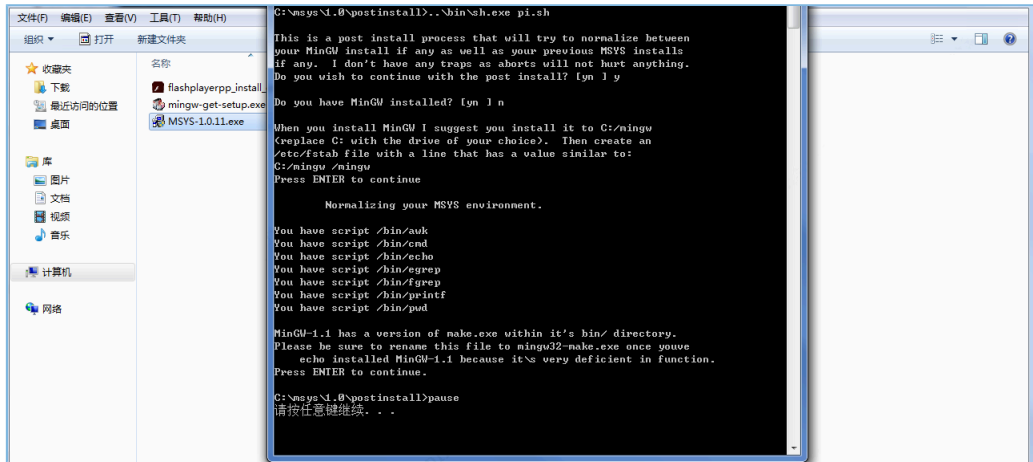 文件(F) 编辑(E) 查看(V) 工具(T) 帮助(H)
组织 打开 新建文件夹
收藏夹
下载
最近访问的位置
桌面
库
图片
文档
视频
音乐
计算机
网络
名称
flashplayerpp_install_
mingw-get-setup.exe
MSYS-1.0.11.exe
C:\msys\1.0\postinstall>..\bin\sh.exe pi.sh
This is a post install process that will try to normalize between
your MinGW install if any as well as your previous MSYS installs
if any.  I don't have any traps as aborts will not hurt anything.
Do you wish to continue with the post install? [yn ] y
Do you have MinGW installed? [yn ] n
When you install MinGW I suggest you install it to C:/mingw
(replace C: with the drive of your choice).  Then create an
/etc/fstab file with a line that has a value similar to:
C:/mingw /mingw
Press ENTER to continue
Normalizing your MSYS environment.
You have script /bin/awk
You have script /bin/cmd
You have script /bin/echo
You have script /bin/egrep
You have script /bin/fgrep
You have script /bin/printf
You have script /bin/pwd
MinGW-1.1 has a version of make.exe within it's bin/ directory.
Please be sure to rename this file to mingw32-make.exe once youve
echo installed MinGW-1.1 because it\s very deficient in function.
Press ENTER to continue.
C:\msys\1.0\postinstall>pause
请按任意键继续. . .